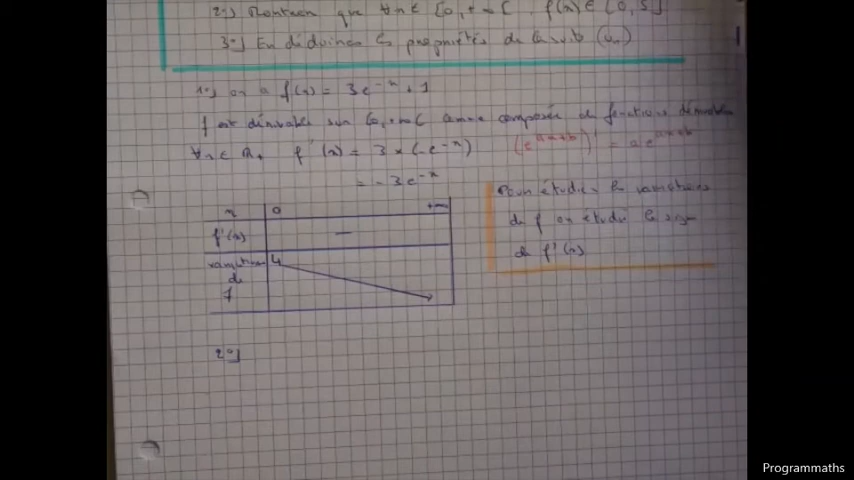 2°) Montrer que ∀x ∈ [0, +∞[, f(x) ∈ [0, 5]
3°) En déduire les propriétés de la suite (un)
1°) on a f(x) = 3e^-x + 1
f est dérivable sur [0, +∞[ comme composée de fonctions dérivables
∀x ∈ R+ f'(x) = 3 × (-e^-x) (e^ax+b)' = a e^ax+b
= -3e^-x
Pour étudier les variations
de f on étudie le signe
de f'(x)
x 0 +∞
f'(x) -
variations 4
de
f
2°)
Programmaths